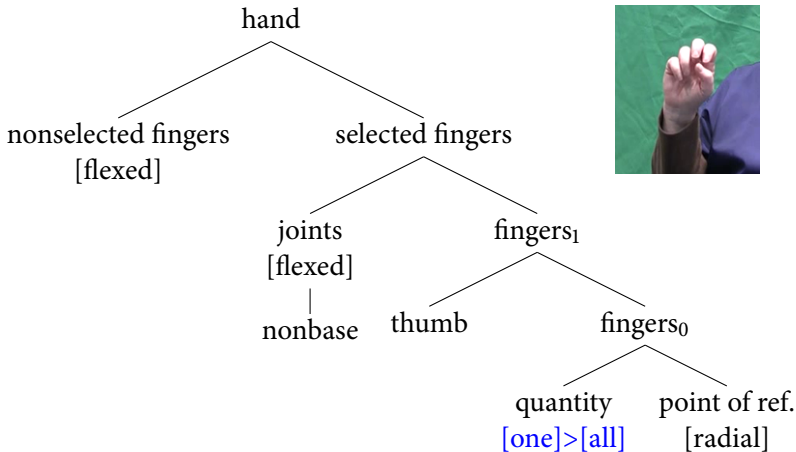 hand
nonselected fingers
[flexed]
selected fingers
joints
[flexed]
fingers₁
nonbase
thumb
fingers₀
quantity
[one]>[all]
point of ref.
[radial]